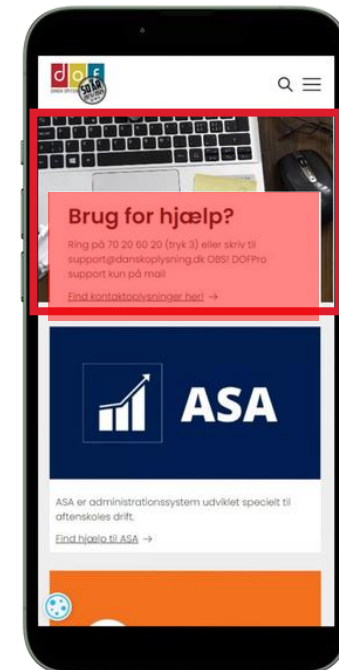 dof
50 ÅR
Brug for hjælp?
Ring på 70 20 60 20 (tryk 3) eller skriv til
support@danskoplysning.dk OBS! DOFPro
support kun på mail
Find kontaktoplysninger her! →
ASA
ASA er administrationssystem udviklet specielt til
aftenskoles drift.
Find hjælp til ASA →